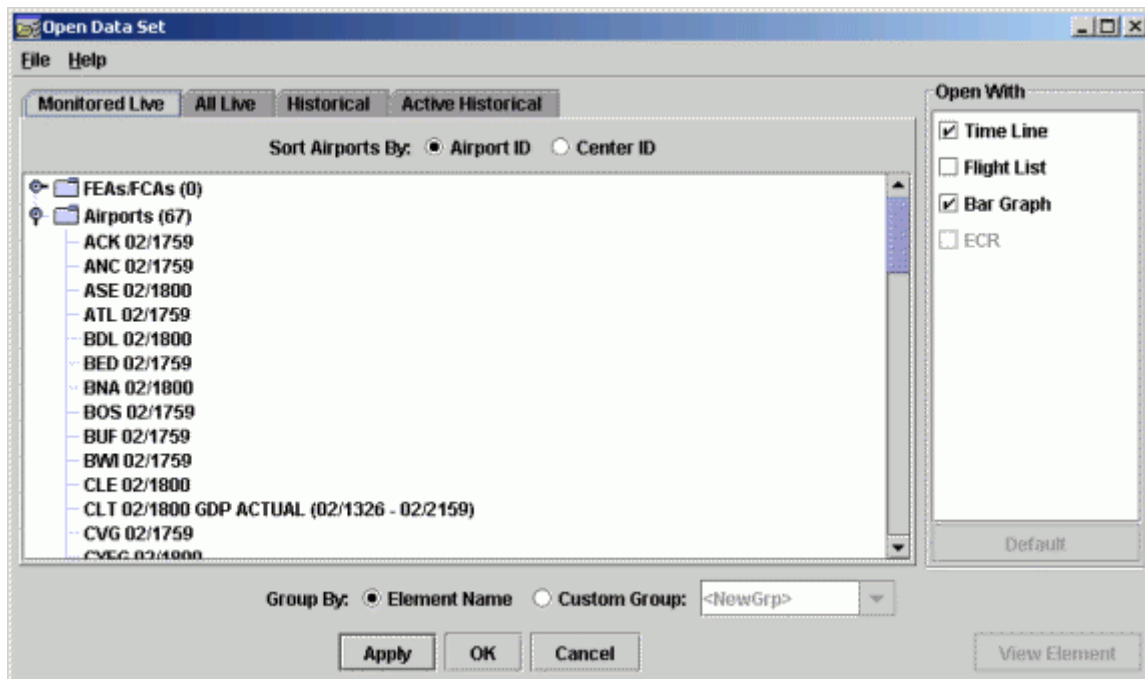 Open Data Set
File Help
Monitored Live All Live Historical Active Historical
Sort Airports By: Airport ID Center ID
FEAs/FCAs (0)
Airports (67)
ACK 02/1759
ANC 02/1759
ASE 02/1800
ATL 02/1759
BDL 02/1800
BED 02/1759
BNA 02/1800
BOS 02/1759
BUF 02/1759
BWI 02/1759
CLE 02/1800
CLT 02/1800 GDP ACTUAL (02/1326 - 02/2159)
CVG 02/1759
CYEG 02/1800
Group By: Element Name Custom Group: <NewGrp>
Apply OK Cancel
Open With
Time Line
Flight List
Bar Graph
ECR
Default
View Element